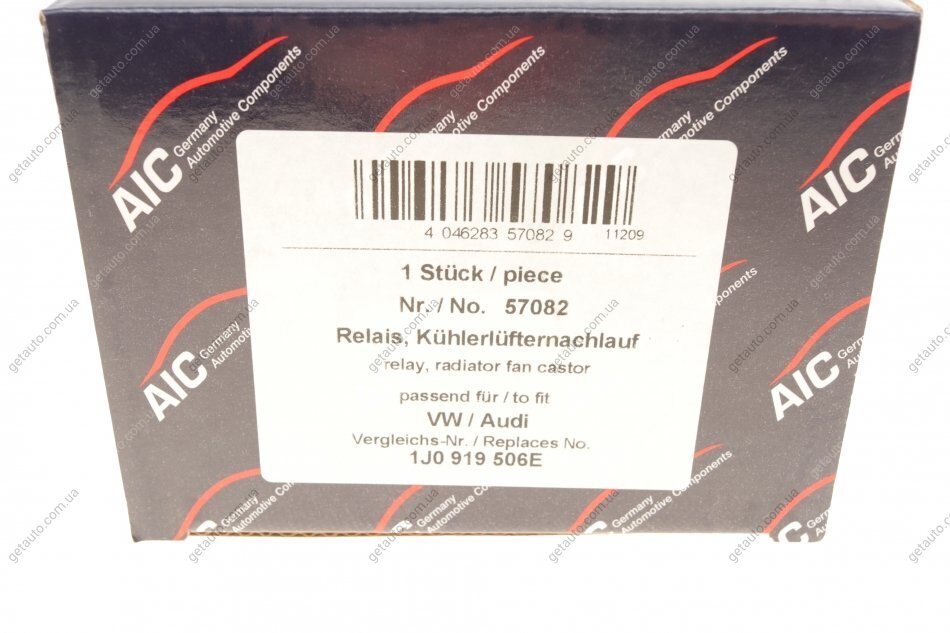 AIC Germany
Automotive Components
4 046283 57082 9 11209
1 Stück / piece
Nr. / No. 57082
Relais, Kühlerlüfternachlauf
relay, radiator fan castor
passend für / to fit
VW / Audi
Vergleichs-Nr. / Replaces No.
1J0 919 506E
getauto.com.ua